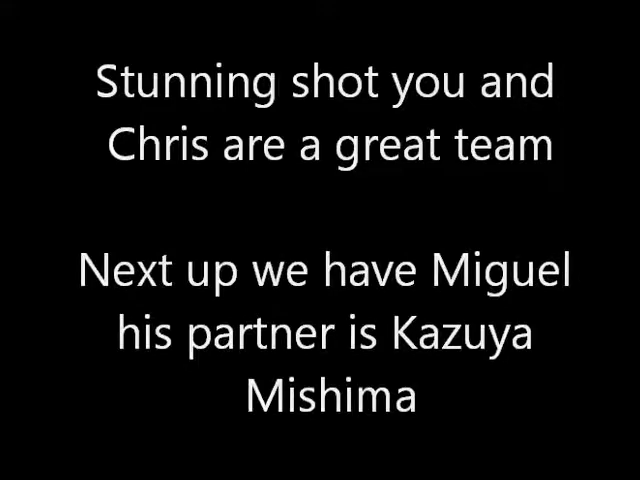 Stunning shot you and
Chris are a great team
Next up we have Miguel
his partner is Kazuya
Mishima